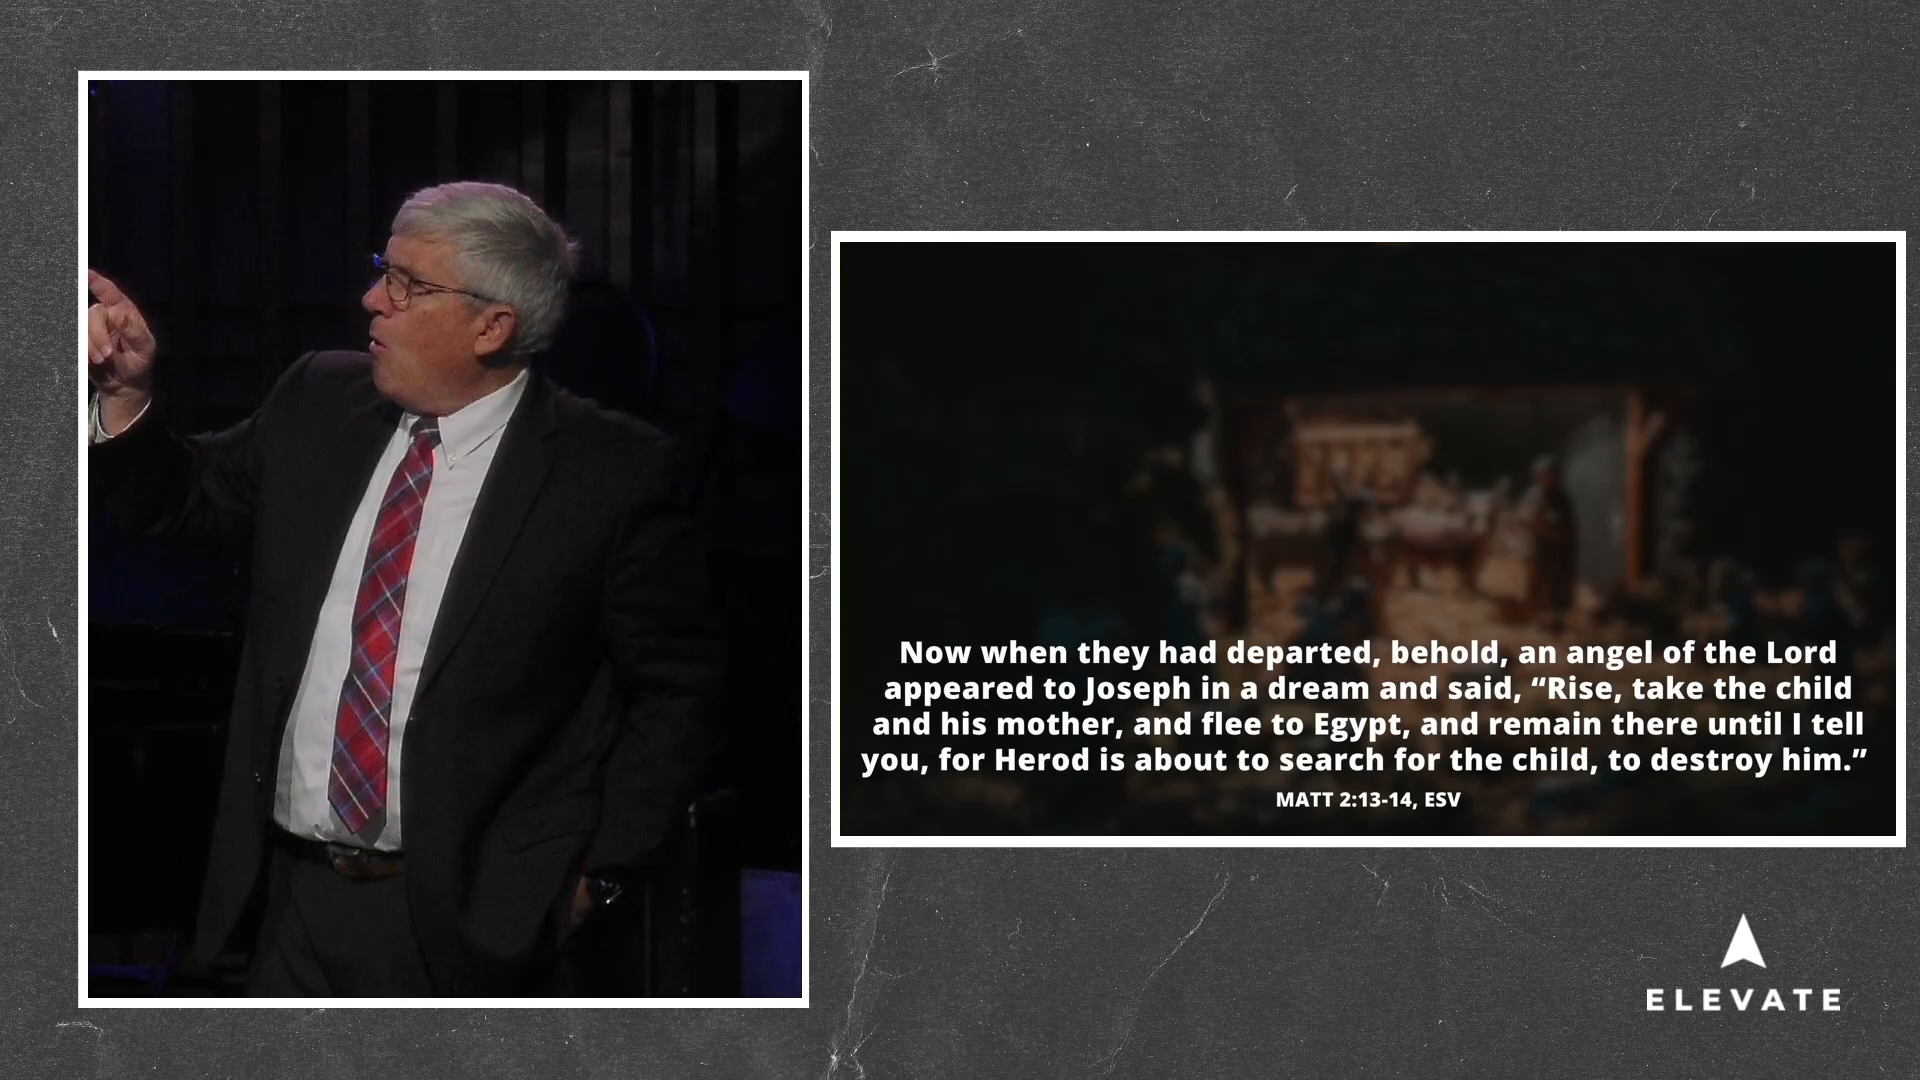 Now when they had departed, behold, an angel of the Lord
appeared to Joseph in a dream and said, “Rise, take the child
and his mother, and flee to Egypt, and remain there until I tell
you, for Herod is about to search for the child, to destroy him.”
MATT 2:13-14, ESV
ELEVATE